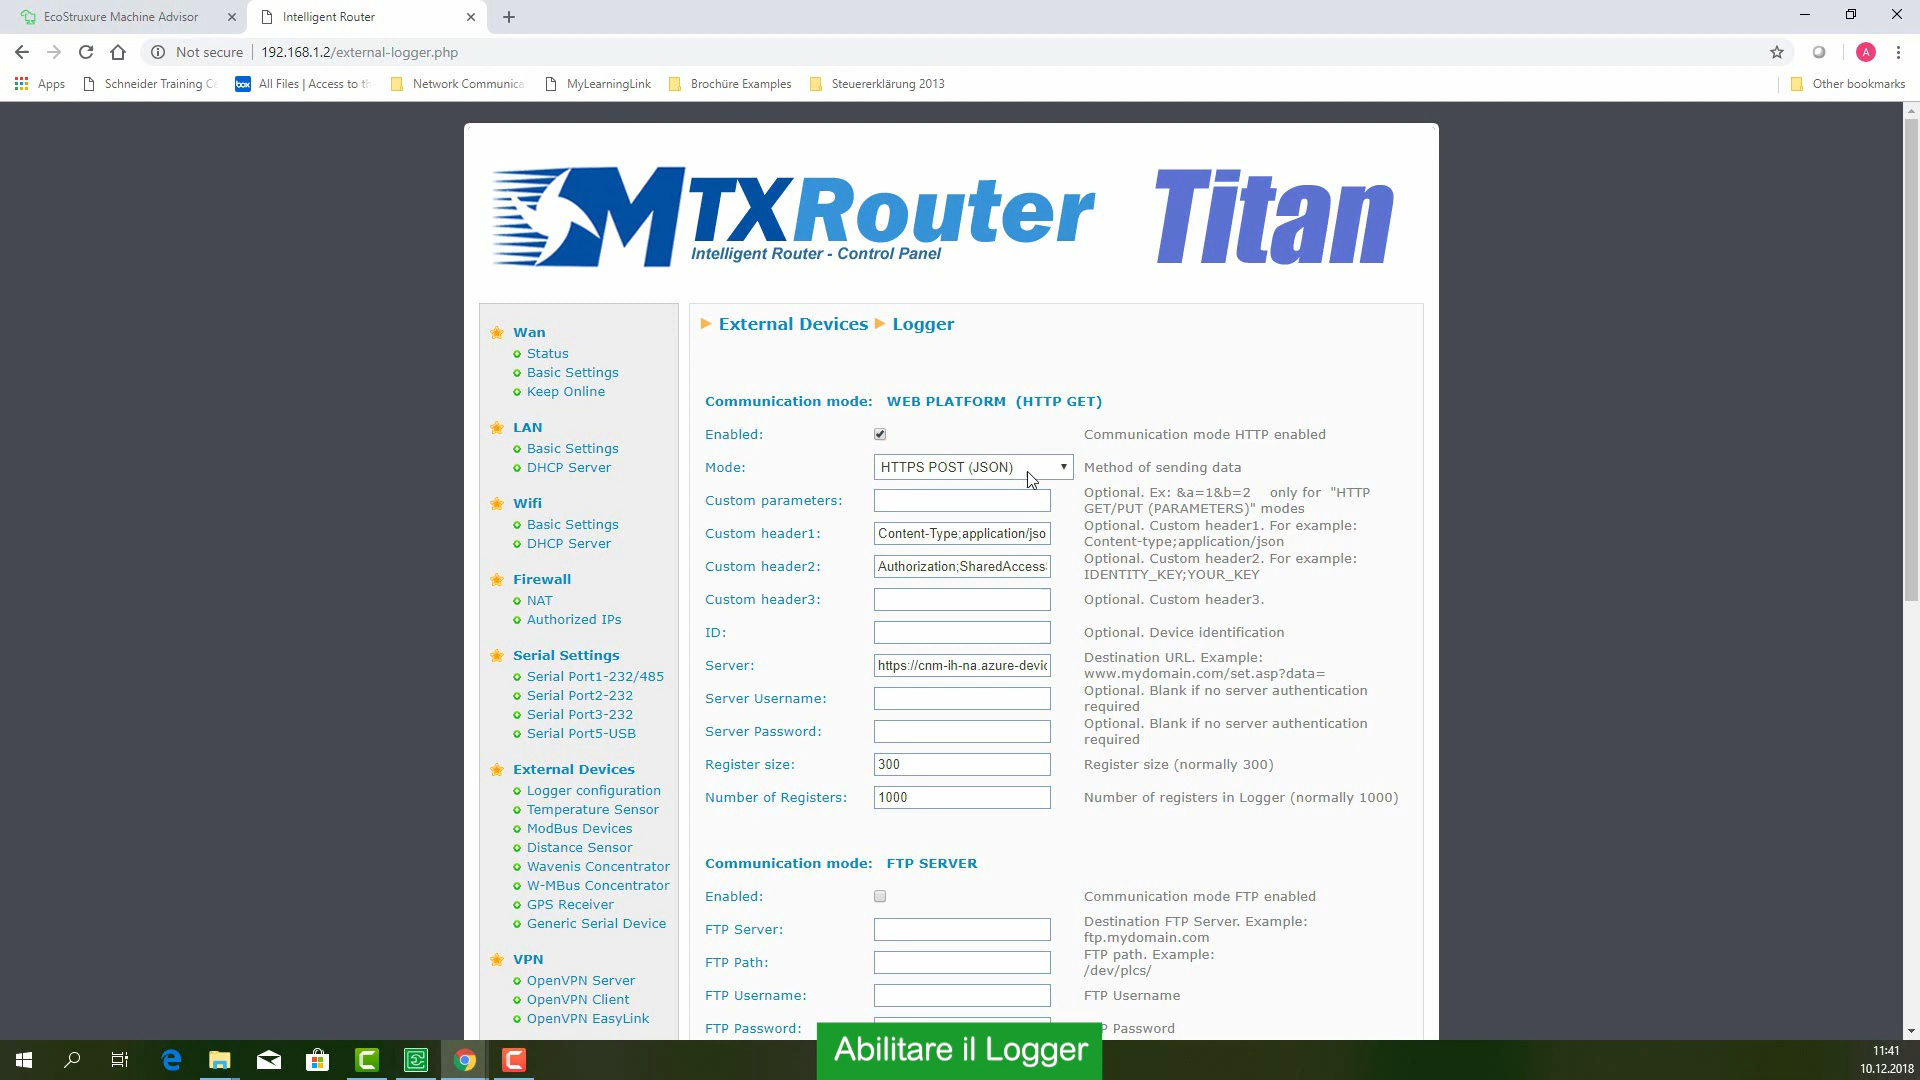 EcoStruxure Machine Advisor
Intelligent Router
Not secure
192.168.1.2/external-logger.php
A
Apps
Schneider Training Ce
box
All Files | Access to th
Network Communica
MyLearningLink
Brochüre Examples
Steuererklärung 2013
Other bookmarks
MTXRouter
Intelligent Router - Control Panel
Titan
Wan
Status
Basic Settings
Keep Online
LAN
Basic Settings
DHCP Server
Wifi
Basic Settings
DHCP Server
Firewall
NAT
Authorized IPs
Serial Settings
Serial Port1-232/485
Serial Port2-232
Serial Port3-232
Serial Port5-USB
External Devices
Logger configuration
Temperature Sensor
ModBus Devices
Distance Sensor
Wavenis Concentrator
W-MBus Concentrator
GPS Receiver
Generic Serial Device
VPN
OpenVPN Server
OpenVPN Client
OpenVPN EasyLink
External Devices Logger
Communication mode: WEB PLATFORM (HTTP GET)
Enabled: Communication mode HTTP enabled
Mode: HTTPS POST (JSON) Method of sending data
Custom parameters: Optional. Ex: &a=1&b=2 only for "HTTP
GET/PUT (PARAMETERS)" modes
Custom header1: Content-Type;application/jso Optional. Custom header1. For example:
Content-type;application/json
Custom header2: Authorization;SharedAccess Optional. Custom header2. For example:
IDENTITY_KEY;YOUR_KEY
Custom header3: Optional. Custom header3.
ID: Optional. Device identification
Server: https://cnm-ih-na.azure-devic Destination URL. Example:
www.mydomain.com/set.asp?data=
Server Username: Optional. Blank if no server authentication
required
Server Password: Optional. Blank if no server authentication
required
Register size: 300 Register size (normally 300)
Number of Registers: 1000 Number of registers in Logger (normally 1000)
Communication mode: FTP SERVER
Enabled: Communication mode FTP enabled
FTP Server: Destination FTP Server. Example:
ftp.mydomain.com
FTP Path: FTP path. Example:
/dev/plcs/
FTP Username: FTP Username
FTP Password: P Password
Abilitare il Logger
11:41
10.12.2018